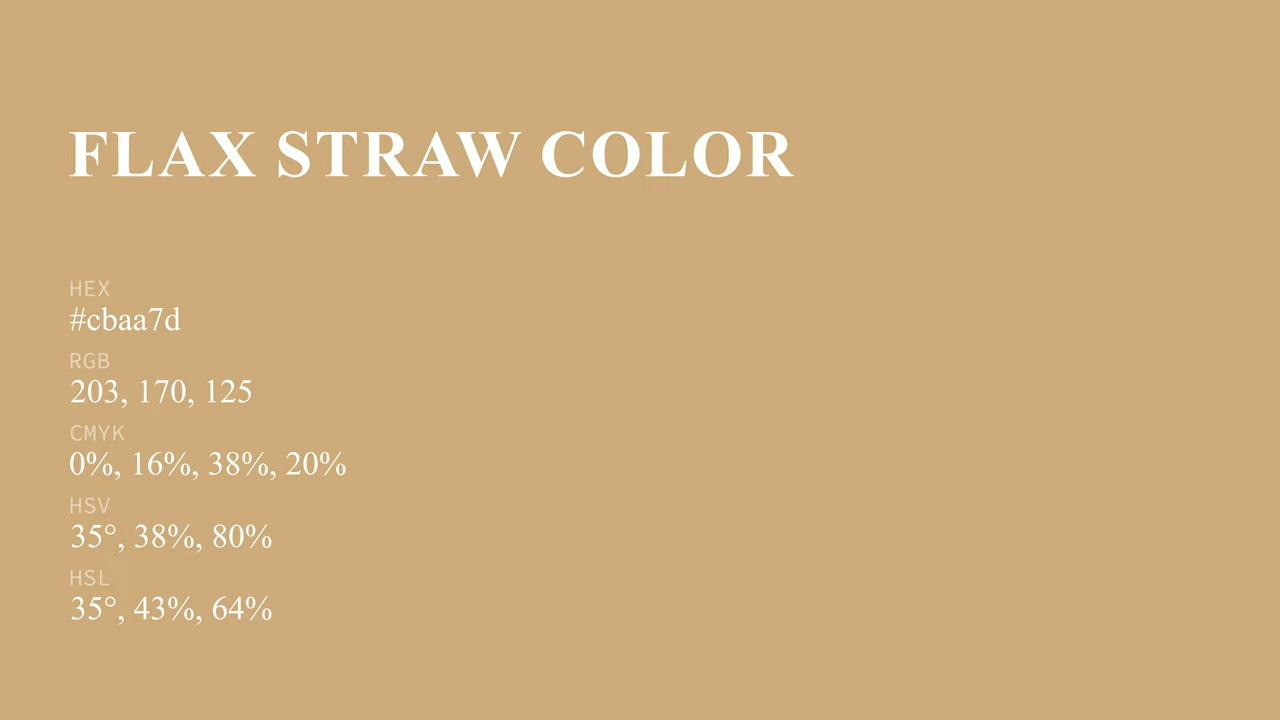 FLAX STRAW COLOR
HEX
#cbaa7d
RGB
203, 170, 125
CMYK
0%, 16%, 38%, 20%
HSV
35°, 38%, 80%
HSL
35°, 43%, 64%